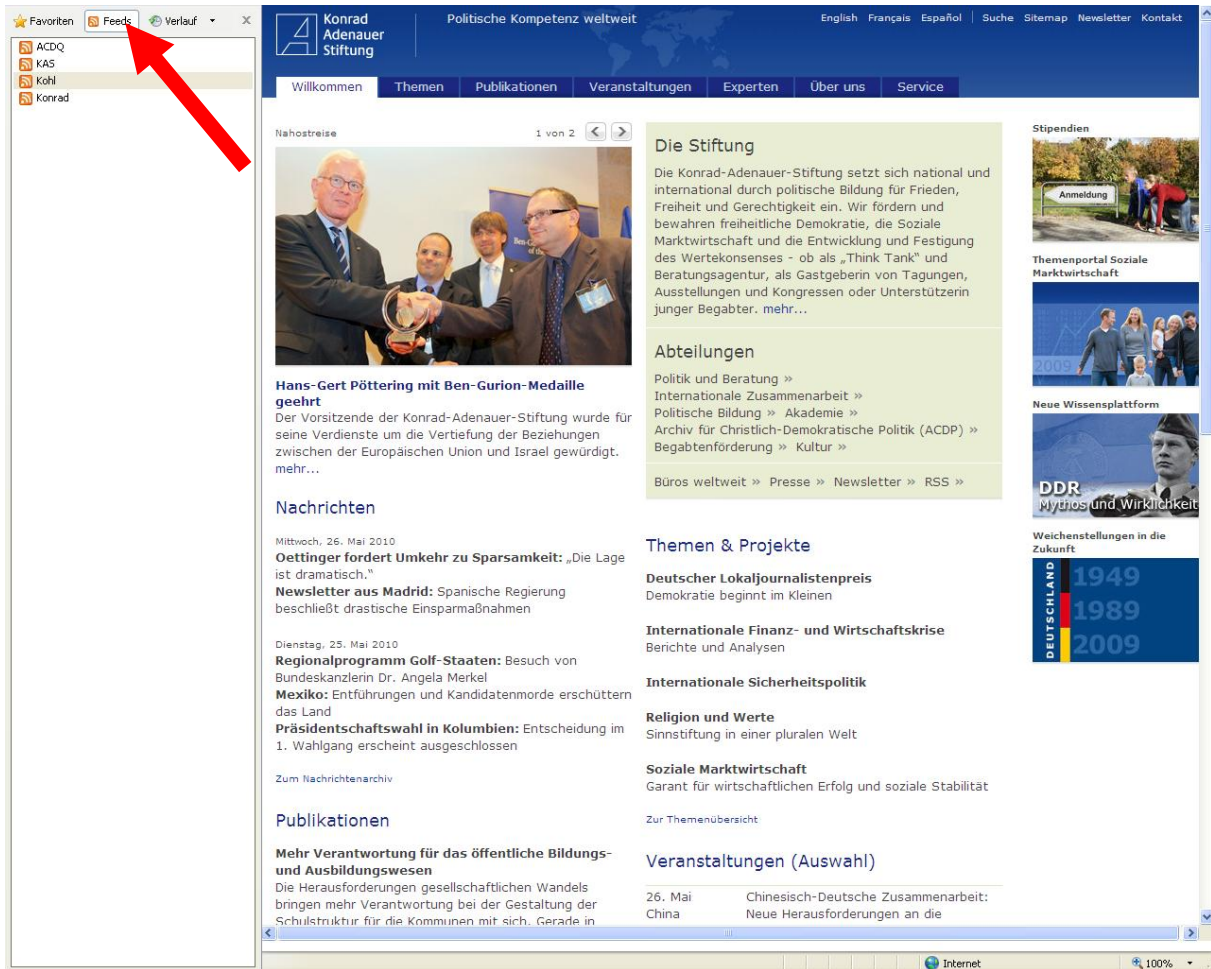 Favoriten Feeds Verlauf
ACDQ
KAS
Kohl
Konrad
Konrad
Adenauer
Stiftung
Politische Kompetenz weltweit
English Français Español Suche Sitemap Newsletter Kontakt
Willkommen Themen Publikationen Veranstaltungen Experten Über uns Service
Nahostreise 1 von 2
Hans-Gert Pöttering mit Ben-Gurion-Medaille
geehrt
Der Vorsitzende der Konrad-Adenauer-Stiftung wurde für
seine Verdienste um die Vertiefung der Beziehungen
zwischen der Europäischen Union und Israel gewürdigt.
mehr...
Nachrichten
Mittwoch, 26. Mai 2010
Oettinger fordert Umkehr zu Sparsamkeit: „Die Lage
ist dramatisch.“
Newsletter aus Madrid: Spanische Regierung
beschließt drastische Einsparmaßnahmen
Dienstag, 25. Mai 2010
Regionalprogramm Golf-Staaten: Besuch von
Bundeskanzlerin Dr. Angela Merkel
Mexiko: Entführungen und Kandidatenmorde erschüttern
das Land
Präsidentschaftswahl in Kolumbien: Entscheidung im
1. Wahlgang erscheint ausgeschlossen
Zum Nachrichtenarchiv
Publikationen
Mehr Verantwortung für das öffentliche Bildungs-
und Ausbildungswesen
Die Herausforderungen gesellschaftlichen Wandels
bringen mehr Verantwortung bei der Gestaltung der
Schulstruktur für die Kommunen mit sich. Gerade in
Die Stiftung
Die Konrad-Adenauer-Stiftung setzt sich national und
international durch politische Bildung für Frieden,
Freiheit und Gerechtigkeit ein. Wir fördern und
bewahren freiheitliche Demokratie, die Soziale
Marktwirtschaft und die Entwicklung und Festigung
des Wertekonsenses - ob als „Think Tank“ und
Beratungsagentur, als Gastgeberin von Tagungen,
Ausstellungen und Kongressen oder Unterstützerin
junger Begabter. mehr...
Abteilungen
Politik und Beratung »
Internationale Zusammenarbeit »
Politische Bildung » Akademie »
Archiv für Christlich-Demokratische Politik (ACDP) »
Begabtenförderung » Kultur »
Büros weltweit » Presse » Newsletter » RSS »
Themen & Projekte
Deutscher Lokaljournalistenpreis
Demokratie beginnt im Kleinen
Internationale Finanz- und Wirtschaftskrise
Berichte und Analysen
Internationale Sicherheitspolitik
Religion und Werte
Sinnstiftung in einer pluralen Welt
Soziale Marktwirtschaft
Garant für wirtschaftlichen Erfolg und soziale Stabilität
Zur Themenübersicht
Veranstaltungen (Auswahl)
26. Mai Chinesisch-Deutsche Zusammenarbeit:
China Neue Herausforderungen an die
Stipendien
Anmeldung
Themenportal Soziale
Marktwirtschaft
2009
Neue Wissensplattform
DDR
Mythos und Wirklichkeit
Weichenstellungen in die
Zukunft
DEUTSCHLAND
1949
1989
2009
Internet 100%